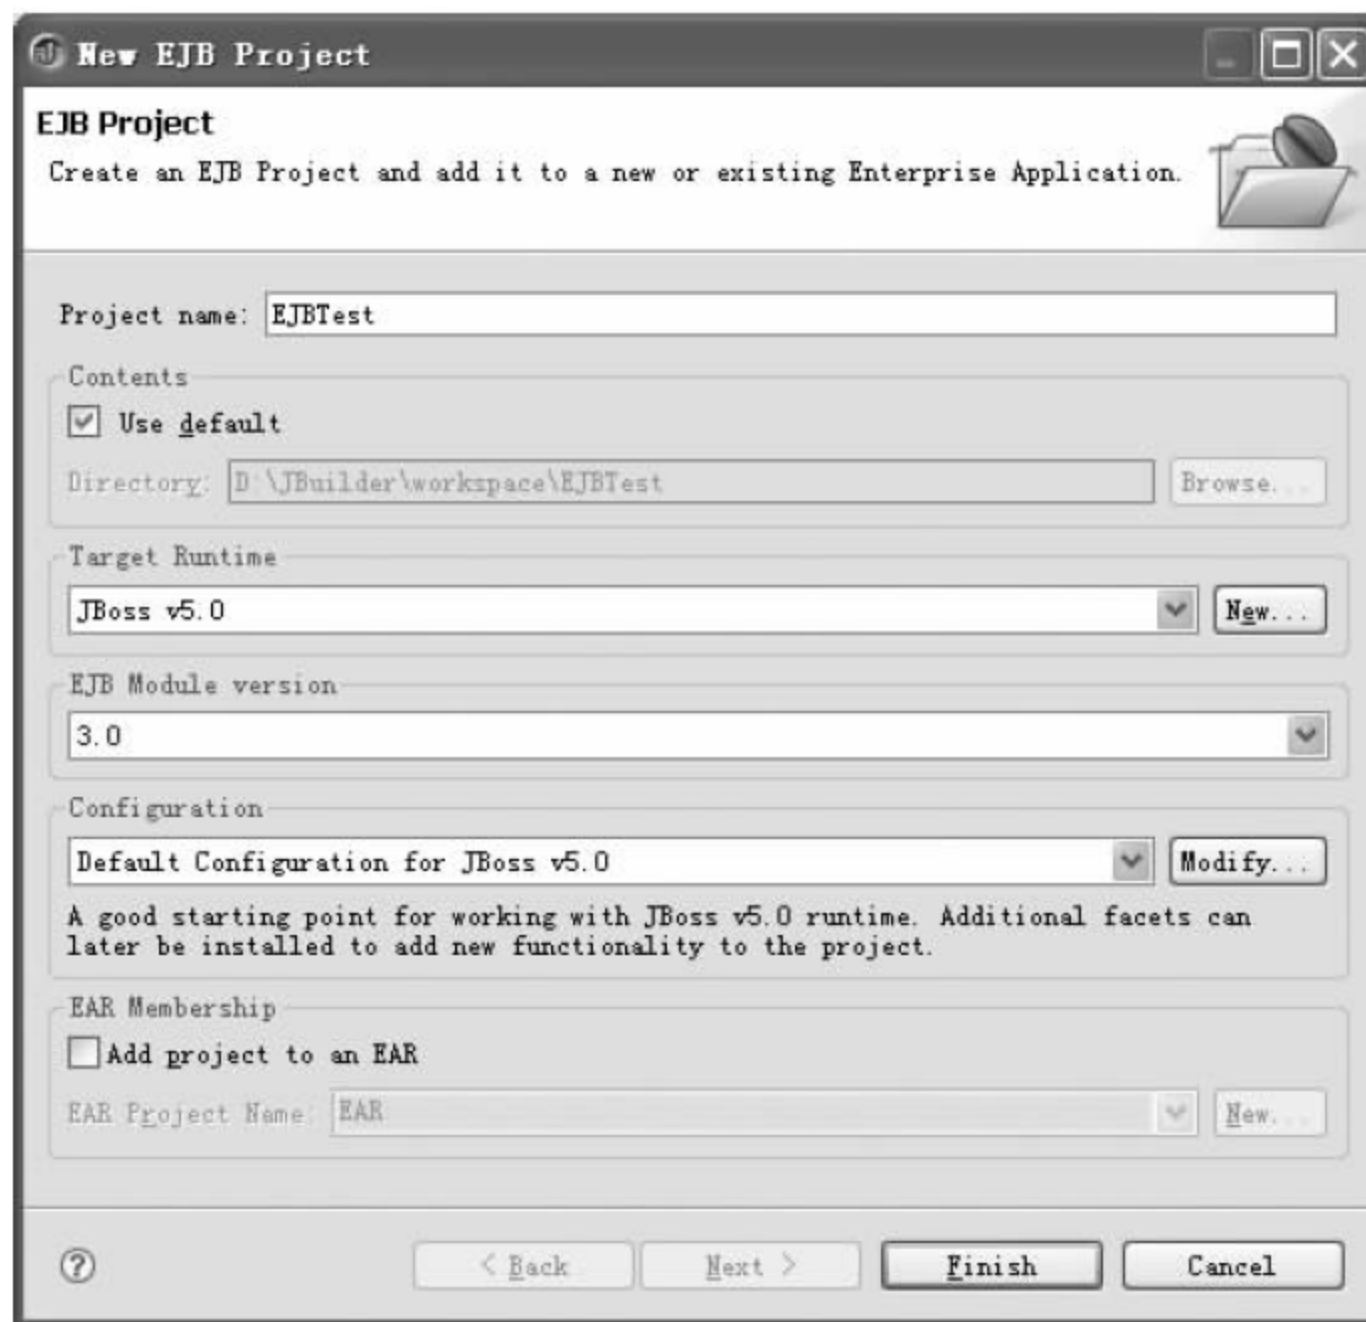 New EJB Project
EJB Project
Create an EJB Project and add it to a new or existing Enterprise Application.
Project name: EJBTest
Contents
Use default
Directory: D:\JBuilder\workspace\EJBTest Browse...
Target Runtime
JBoss v5.0 New...
EJB Module version
3.0
Configuration
Default Configuration for JBoss v5.0 Modify...
A good starting point for working with JBoss v5.0 runtime. Additional facets can
later be installed to add new functionality to the project.
EAR Membership
Add project to an EAR
EAR Project Name: EAR New...
? < Back Next > Finish Cancel